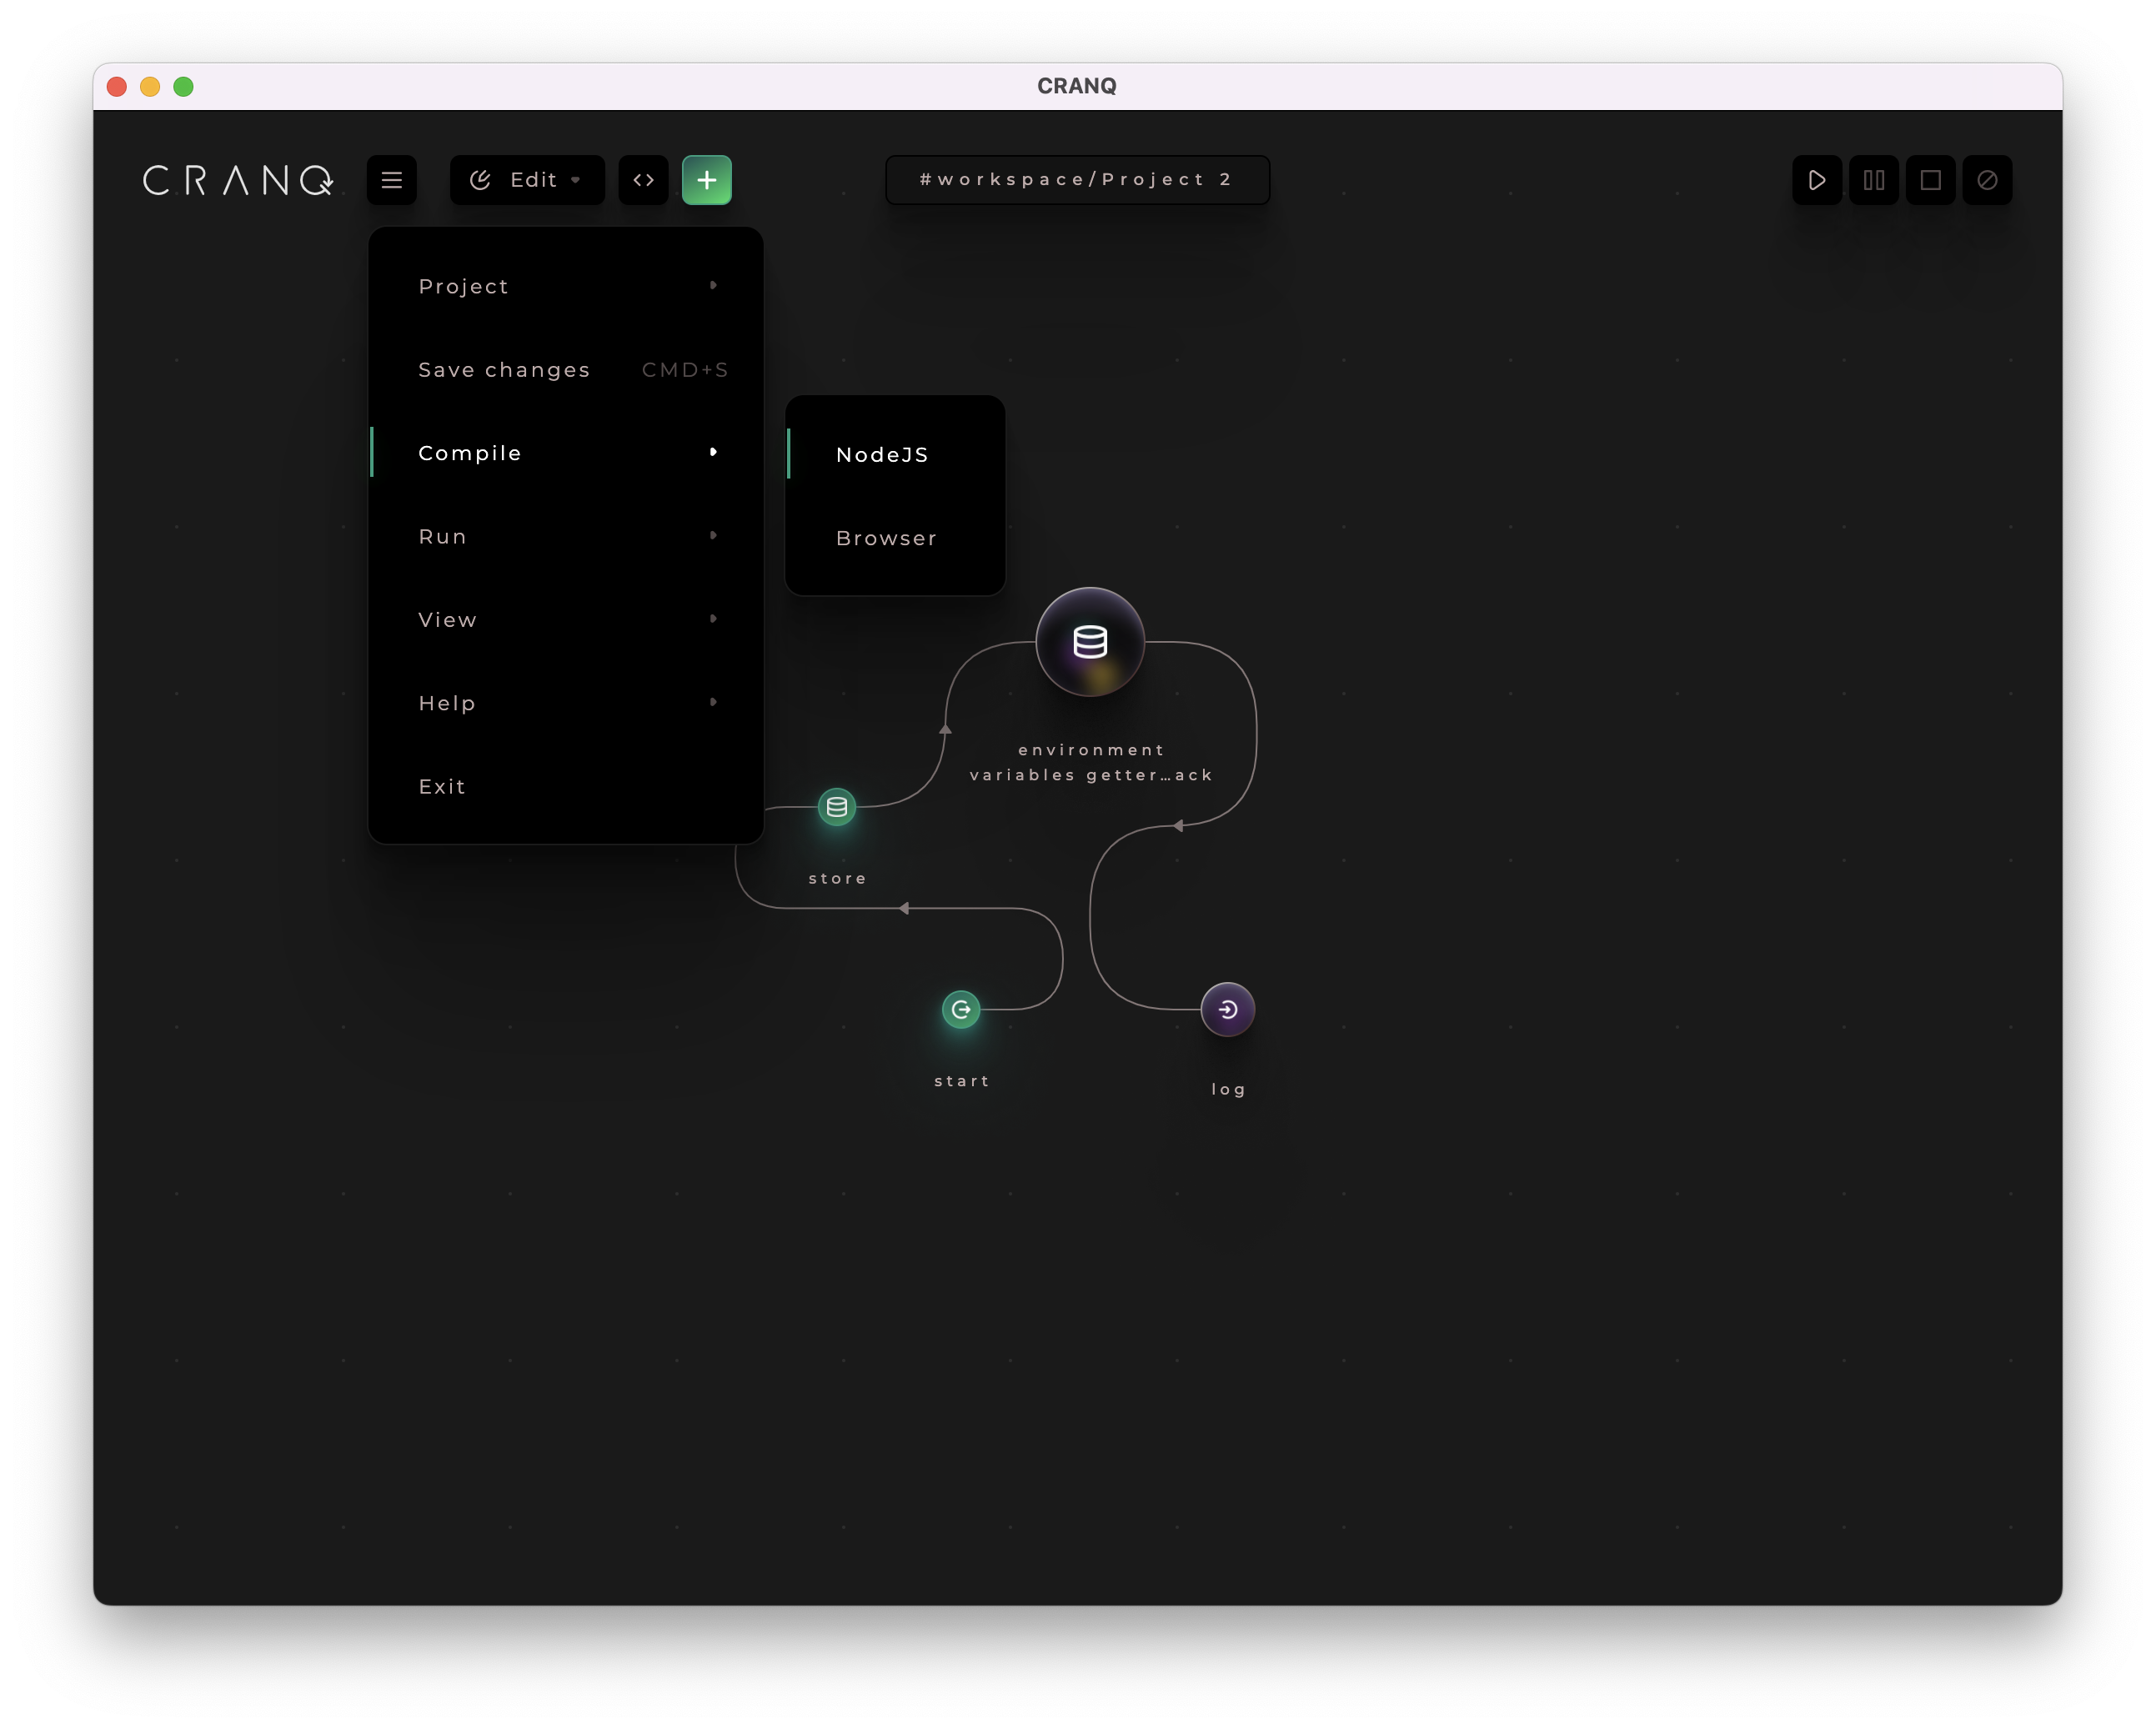 CRANQ
CRANQ
Edit
#workspace/Project 2
Project
Save changes CMD+S
Compile
NodeJS
Run
Browser
View
Help
Exit
environment
variables getter…ack
store
start
log